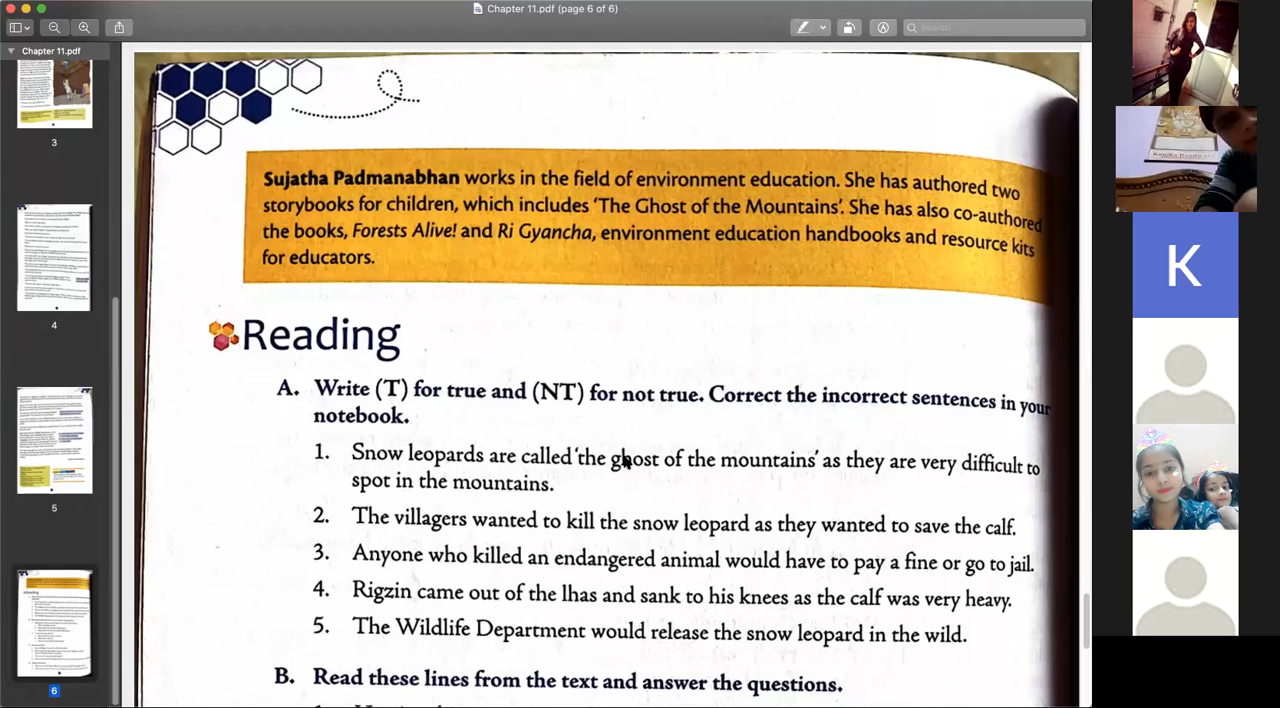 Chapter 11.pdf (page 6 of 6)
Search
Chapter 11.pdf
3
4
5
6
Sujatha Padmanabhan works in the field of environment education. She has authored two
storybooks for children, which includes 'The Ghost of the Mountains'. She has also co-authored
the books, Forests Alive! and Ri Gyancha, environment education handbooks and resource kits
for educators.
Reading
A. Write (T) for true and (NT) for not true. Correct the incorrect sentences in your
notebook.
1. Snow leopards are called 'the ghost of the mountains' as they are very difficult to
spot in the mountains.
2. The villagers wanted to kill the snow leopard as they wanted to save the calf.
3. Anyone who killed an endangered animal would have to pay a fine or go to jail.
4. Rigzin came out of the lhas and sank to his knees as the calf was very heavy.
5. The Wildlife Department would release the snow leopard in the wild.
B. Read these lines from the text and answer the questions.
K